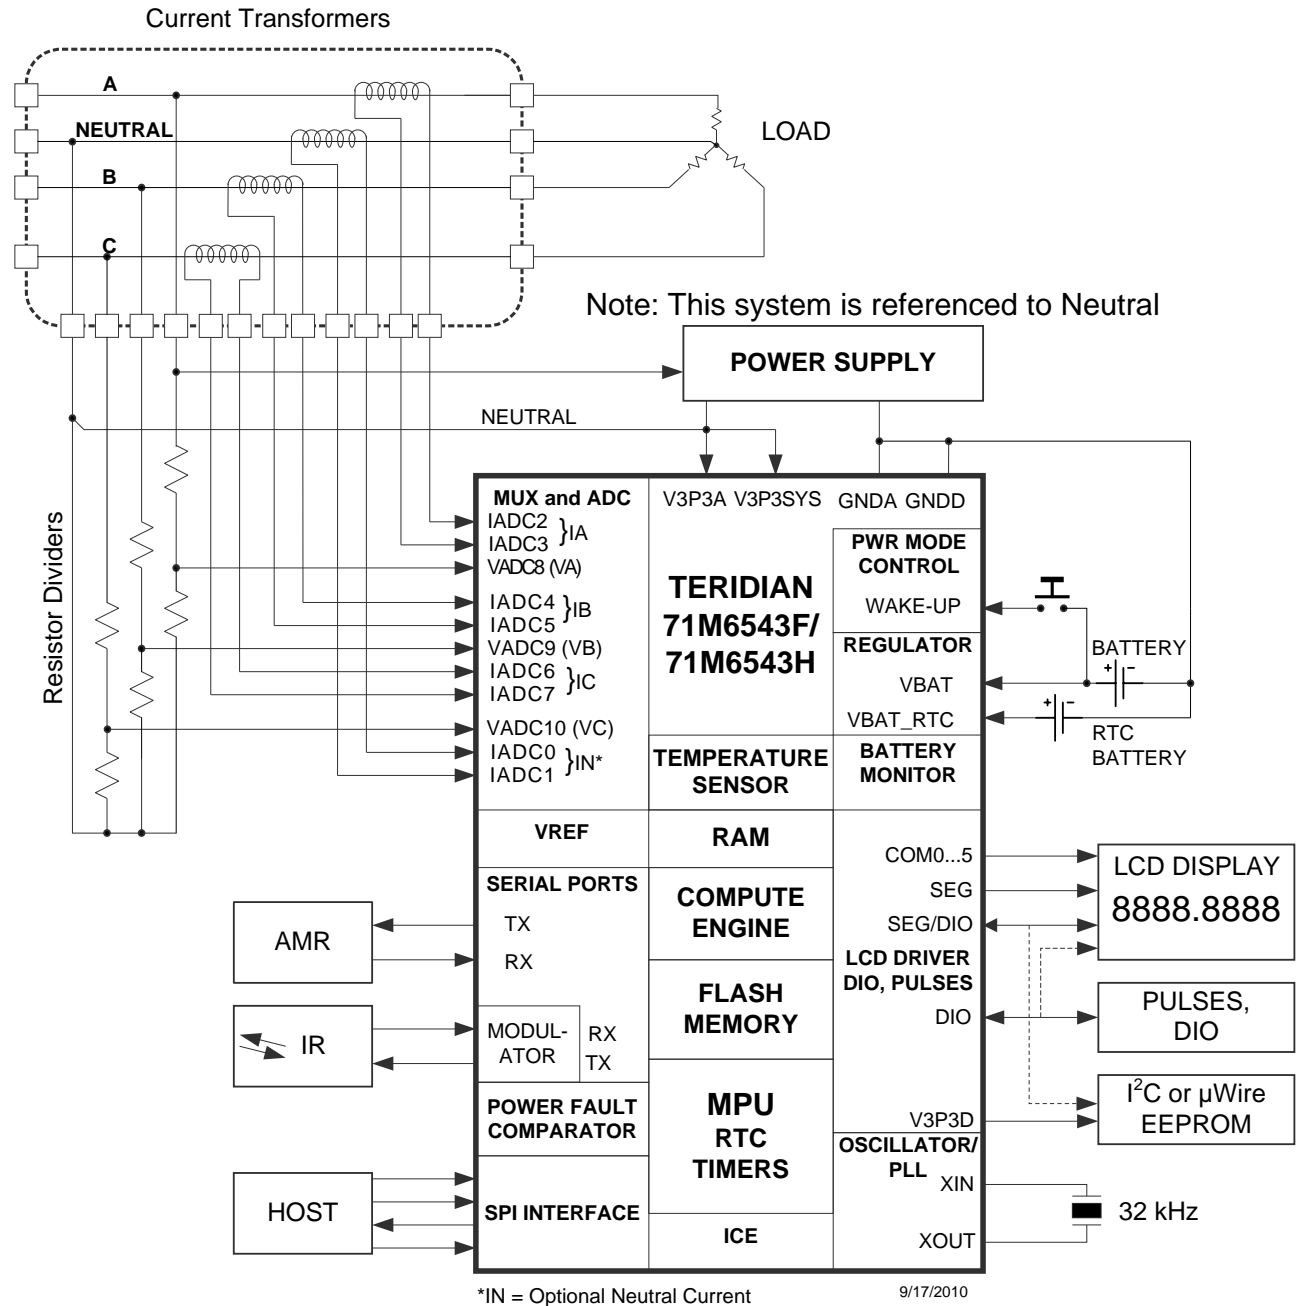 Current Transformers
A
NEUTRAL
B
C
LOAD
Note: This system is referenced to Neutral
POWER SUPPLY
NEUTRAL
Resistor Dividers
MUX and ADC
IADC2
IADC3
}IA
VADC8 (VA)
IADC4
IADC5
}IB
VADC9 (VB)
IADC6
IADC7
}IC
VADC10 (VC)
IADC0
IADC1
}IN*
V3P3A V3P3SYS
GNDA GNDD
TERIDIAN
71M6543F/
71M6543H
PWR MODE
CONTROL
WAKE-UP
REGULATOR
VBAT
VBAT_RTC
BATTERY
+ -
+ -
RTC
BATTERY
TEMPERATURE
SENSOR
BATTERY
MONITOR
VREF
RAM
SERIAL PORTS
TX
RX
COMPUTE
ENGINE
COM0...5
SEG
SEG/DIO
LCD DRIVER
DIO, PULSES
DIO
V3P3D
LCD DISPLAY
8888.8888
AMR
IR
MODUL-
ATOR
RX
TX
FLASH
MEMORY
PULSES,
DIO
I²C or µWire
EEPROM
POWER FAULT
COMPARATOR
MPU
RTC
TIMERS
OSCILLATOR/
PLL
XIN
XOUT
32 kHz
HOST
SPI INTERFACE
ICE
*IN = Optional Neutral Current
9/17/2010